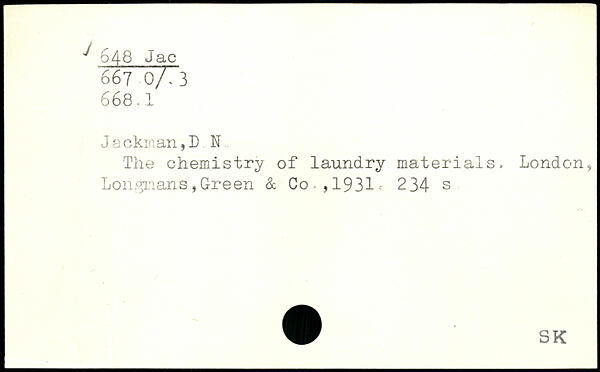 648 Jac
667.0/.3
668.1
Jackman,D.N.
The chemistry of laundry materials. London,
Longmans,Green & Co.,1931. 234 s.
SK